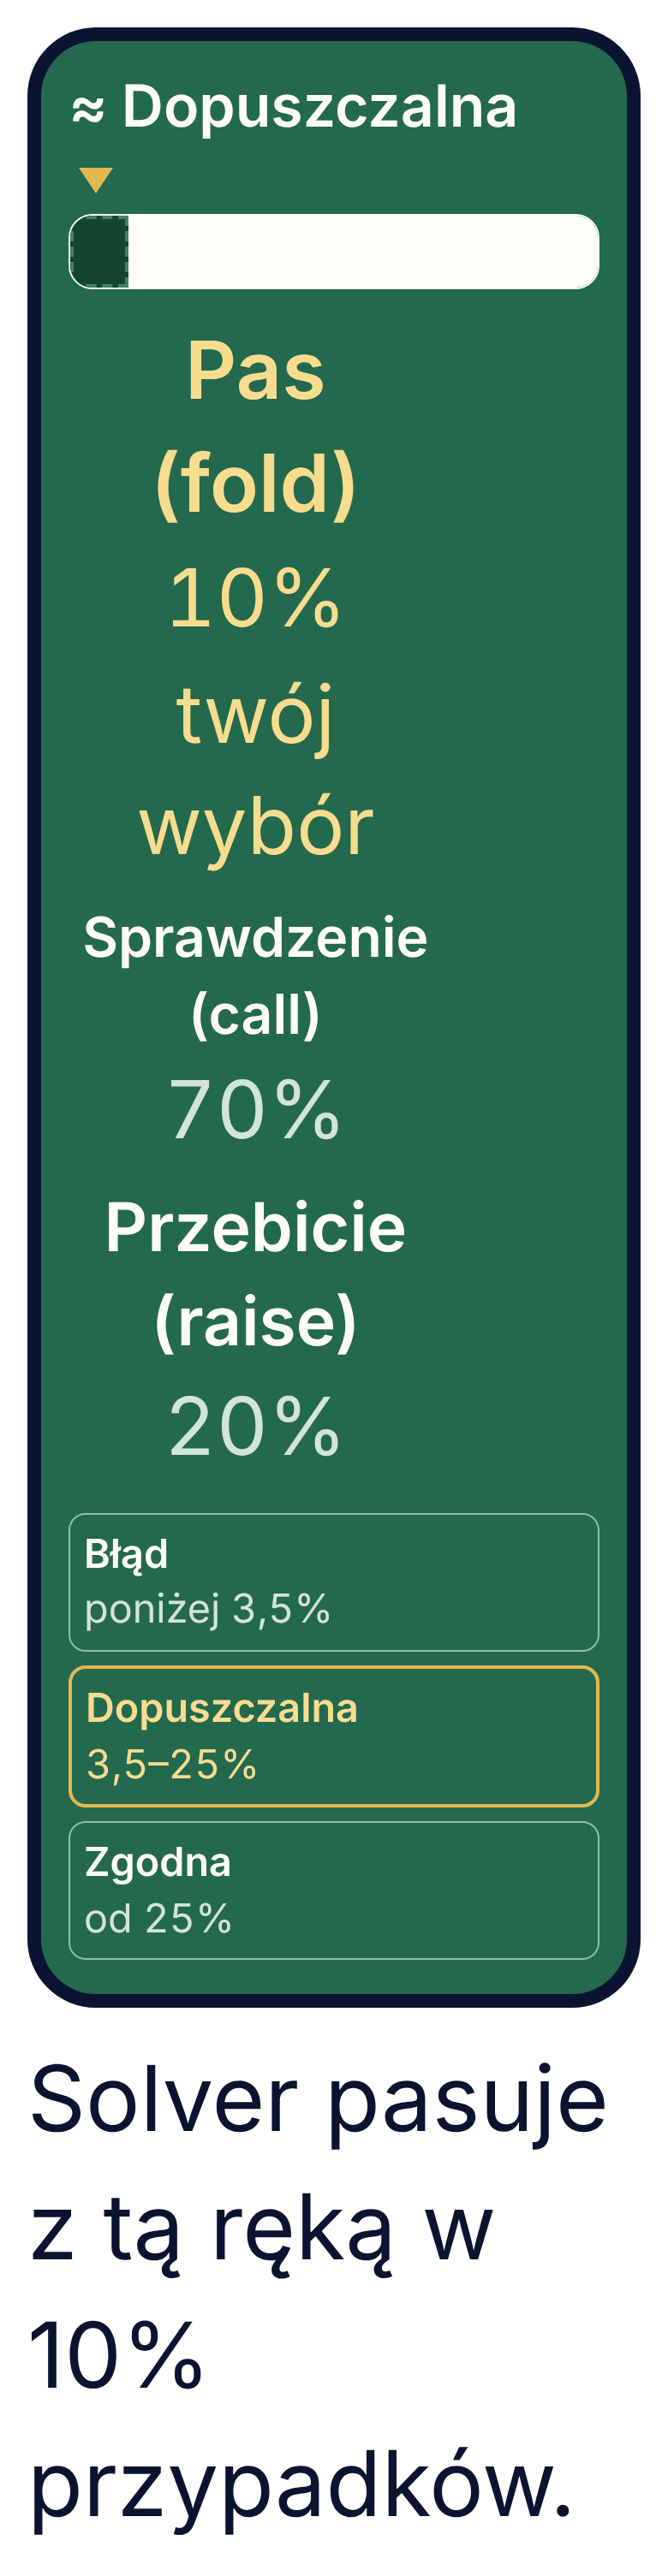 ≈ Dopuszczalna
Pas
(fold)
10%
twój
wybór
Sprawdzenie
(call)
70%
Przebicie
(raise)
20%
Błąd
poniżej 3,5%
Dopuszczalna
3,5–25%
Zgodna
od 25%
Solver pasuje
z tą ręką w
10%
przypadków.